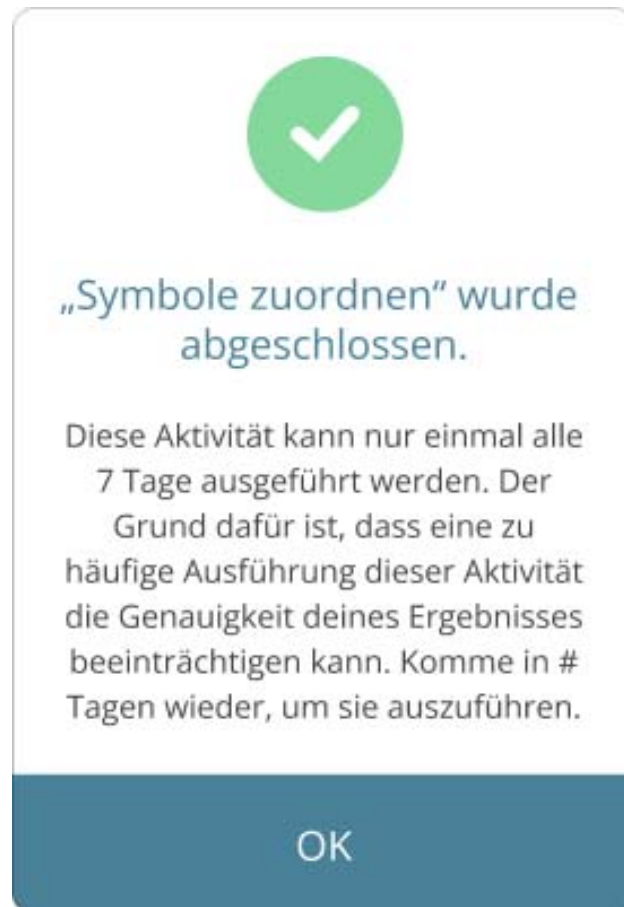 „Symbole zuordnen“ wurde
abgeschlossen.
Diese Aktivität kann nur einmal alle
7 Tage ausgeführt werden. Der
Grund dafür ist, dass eine zu
häufige Ausführung dieser Aktivität
die Genauigkeit deines Ergebnisses
beeinträchtigen kann. Komme in #
Tagen wieder, um sie auszuführen.
OK